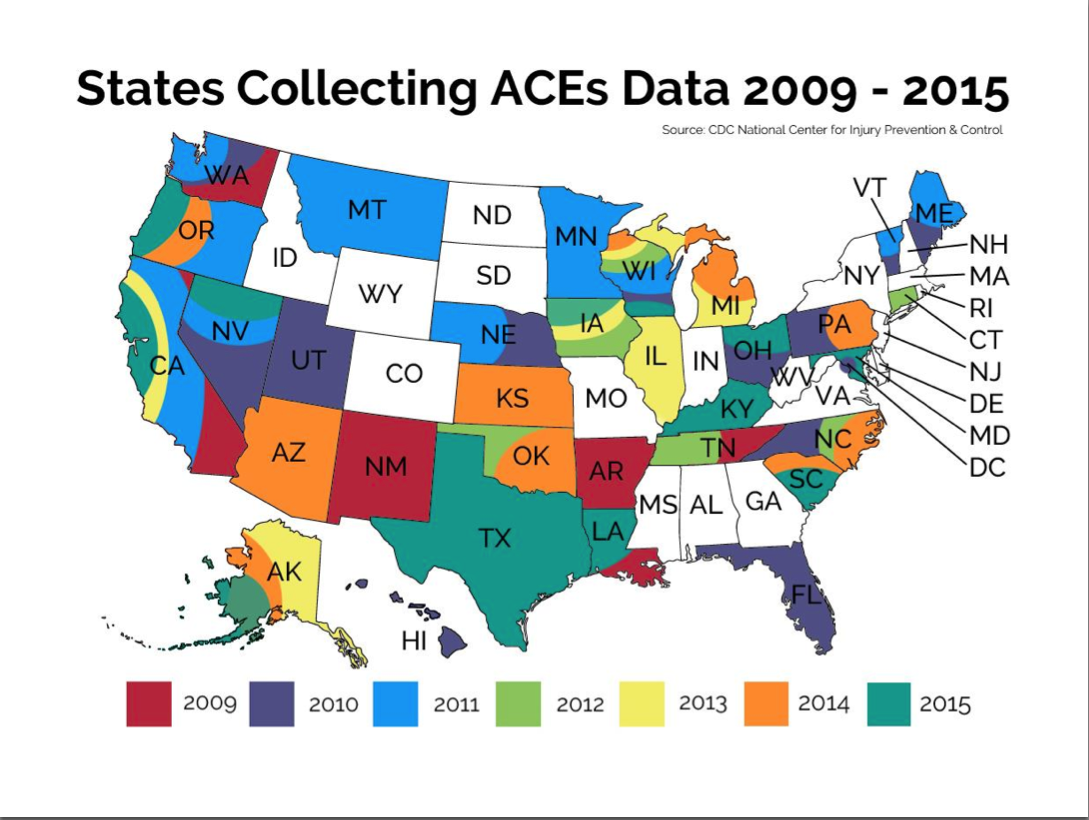 States Collecting ACEs Data 2009 - 2015
Source: CDC National Center for Injury Prevention & Control
WA
VT
MT
ME
OR
ND
MN
NH
ID
SD
WI
NY
MA
WY
MI
RI
NV
NE
IA
PA
CT
CA
UT
CO
IL
IN
OH
WV
NJ
KS
MO
VA
DE
KY
AZ
NM
OK
AR
TN
NC
MD
SC
DC
MS
AL
GA
TX
LA
AK
FL
HI
2009
2010
2011
2012
2013
2014
2015